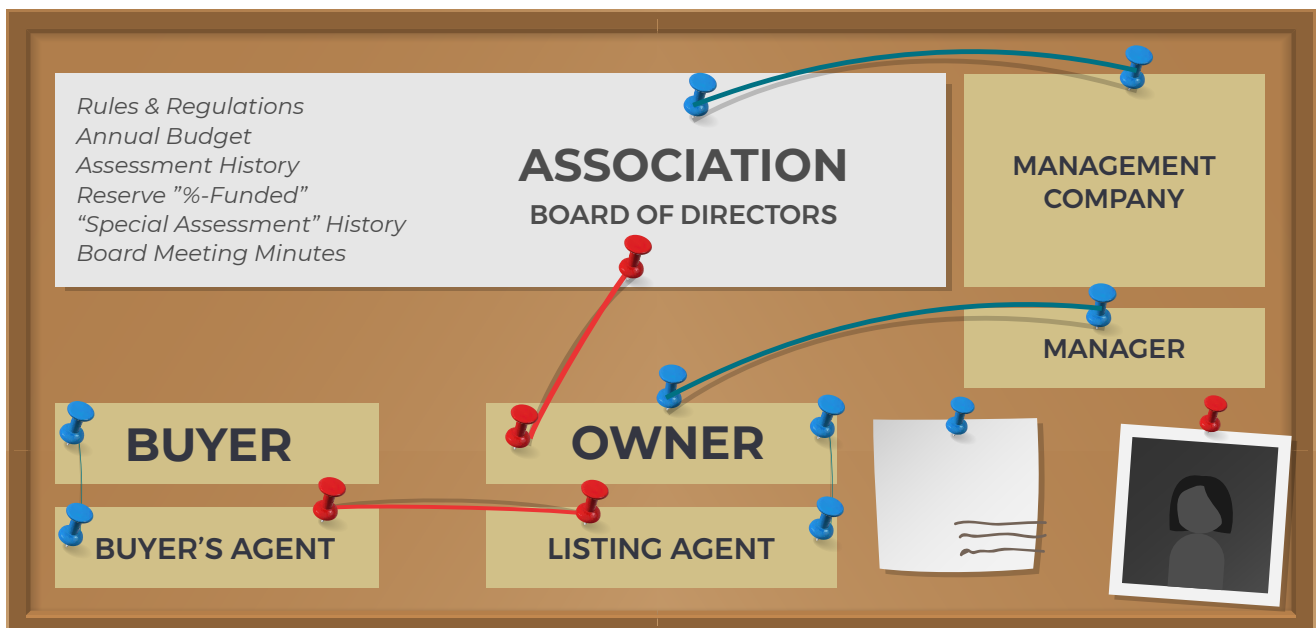 Rules & Regulations
Annual Budget
Assessment History
Reserve ”%-Funded”
“Special Assessment” History
Board Meeting Minutes
ASSOCIATION
BOARD OF DIRECTORS
MANAGEMENT
COMPANY
MANAGER
BUYER
OWNER
BUYER’S AGENT
LISTING AGENT